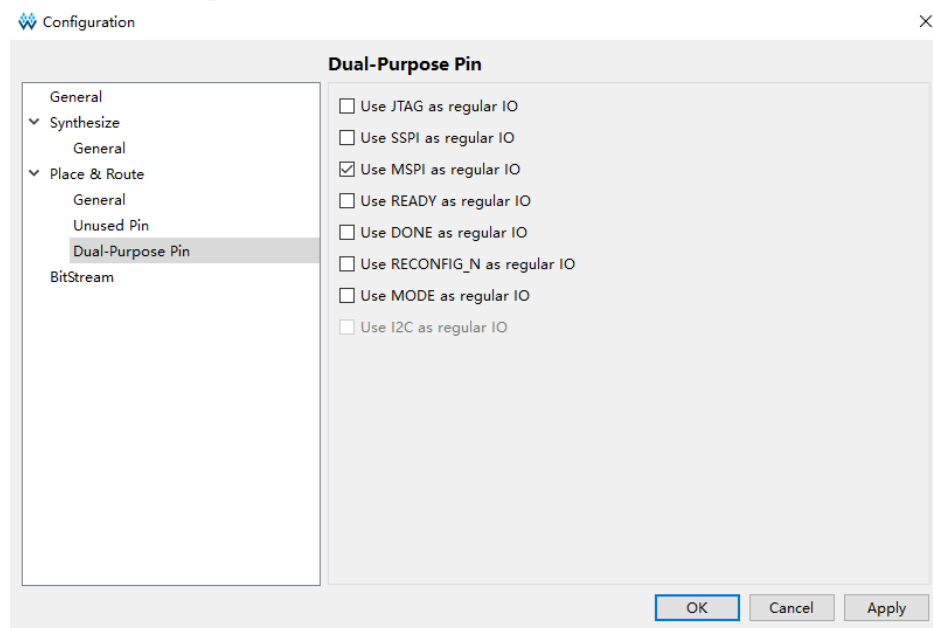 Configuration
Dual-Purpose Pin
General
Synthesize
General
Place & Route
General
Unused Pin
Dual-Purpose Pin
BitStream
Use JTAG as regular IO
Use SSPI as regular IO
Use MSPI as regular IO
Use READY as regular IO
Use DONE as regular IO
Use RECONFIG_N as regular IO
Use MODE as regular IO
Use I2C as regular IO
OK
Cancel
Apply